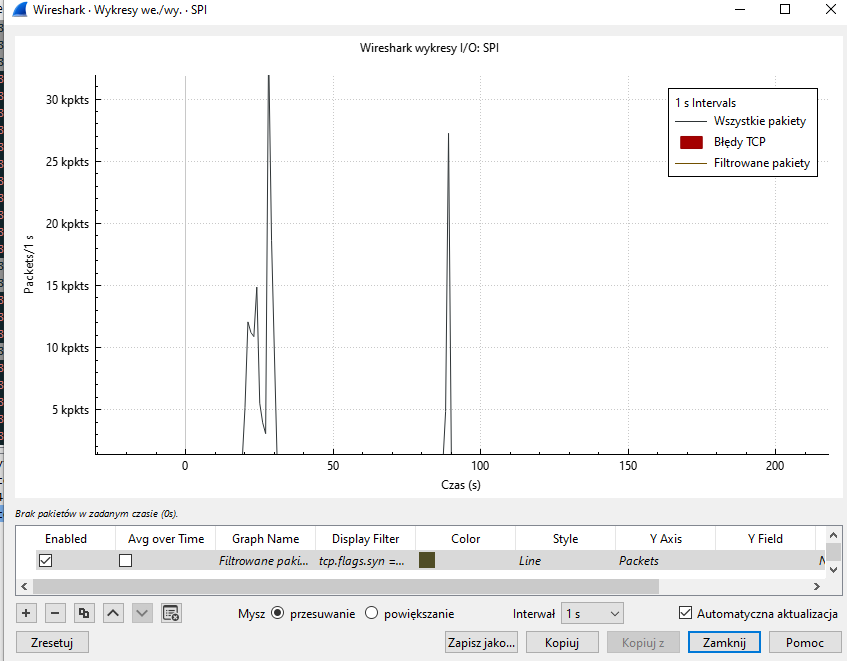 Wireshark · Wykresy we./wy. · SPI
Wireshark wykresy I/O: SPI
30 kpkts
25 kpkts
20 kpkts
15 kpkts
10 kpkts
5 kpkts
Packets/1 s
1 s Intervals
Wszystkie pakiety
Błędy TCP
Filtrowane pakiety
0 50 100 150 200
Czas (s)
Brak pakietów w zadanym czasie (0s).
Enabled Avg over Time Graph Name Display Filter Color Style Y Axis Y Field
Filtrowane paki... tcp.flags.syn =... Line Packets
Mysz przesuwanie powiększanie Interwał 1 s Automatyczna aktualizacja
Zresetuj Zapisz jako... Kopiuj Kopiuj z Zamknij Pomoc